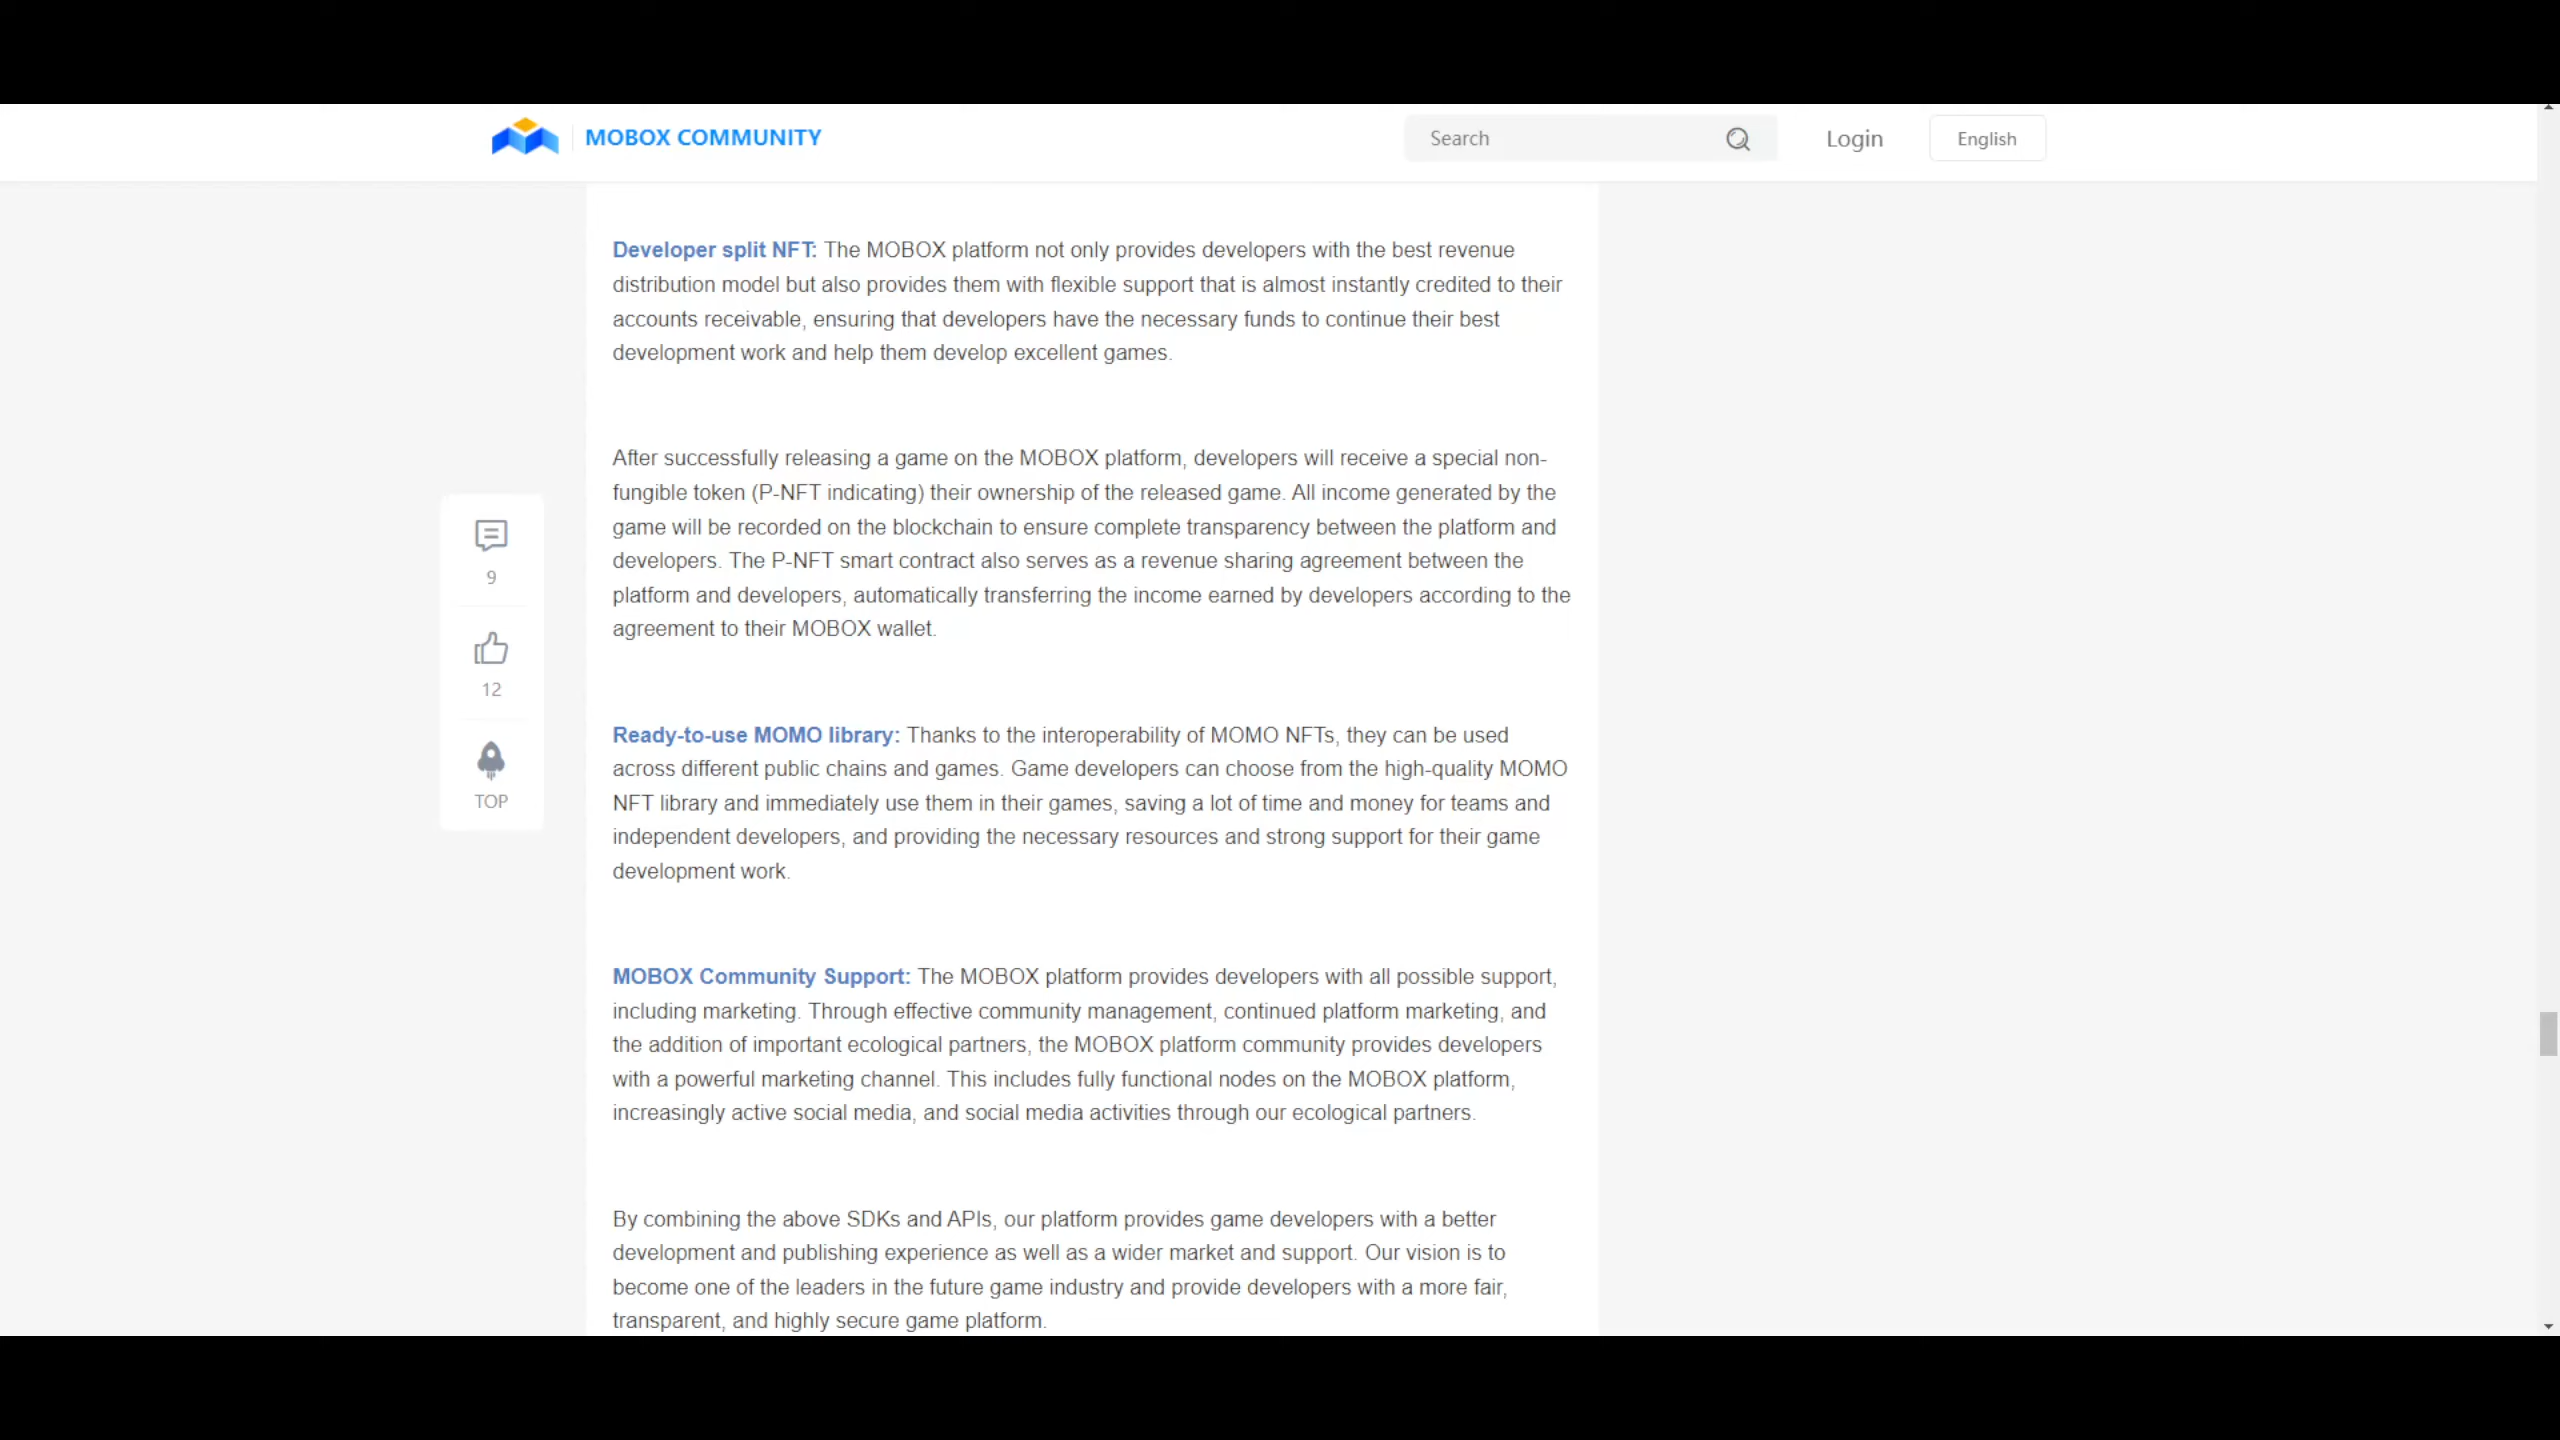 MOBOX COMMUNITY
Search
Login
English
Developer split NFT: The MOBOX platform not only provides developers with the best revenue
distribution model but also provides them with flexible support that is almost instantly credited to their
accounts receivable, ensuring that developers have the necessary funds to continue their best
development work and help them develop excellent games.
After successfully releasing a game on the MOBOX platform, developers will receive a special non-
fungible token (P-NFT indicating) their ownership of the released game. All income generated by the
game will be recorded on the blockchain to ensure complete transparency between the platform and
developers. The P-NFT smart contract also serves as a revenue sharing agreement between the
platform and developers, automatically transferring the income earned by developers according to the
agreement to their MOBOX wallet.
9
12
TOP
Ready-to-use MOMO library: Thanks to the interoperability of MOMO NFTs, they can be used
across different public chains and games. Game developers can choose from the high-quality MOMO
NFT library and immediately use them in their games, saving a lot of time and money for teams and
independent developers, and providing the necessary resources and strong support for their game
development work.
MOBOX Community Support: The MOBOX platform provides developers with all possible support,
including marketing. Through effective community management, continued platform marketing, and
the addition of important ecological partners, the MOBOX platform community provides developers
with a powerful marketing channel. This includes fully functional nodes on the MOBOX platform,
increasingly active social media, and social media activities through our ecological partners.
By combining the above SDKs and APIs, our platform provides game developers with a better
development and publishing experience as well as a wider market and support. Our vision is to
become one of the leaders in the future game industry and provide developers with a more fair,
transparent, and highly secure game platform.